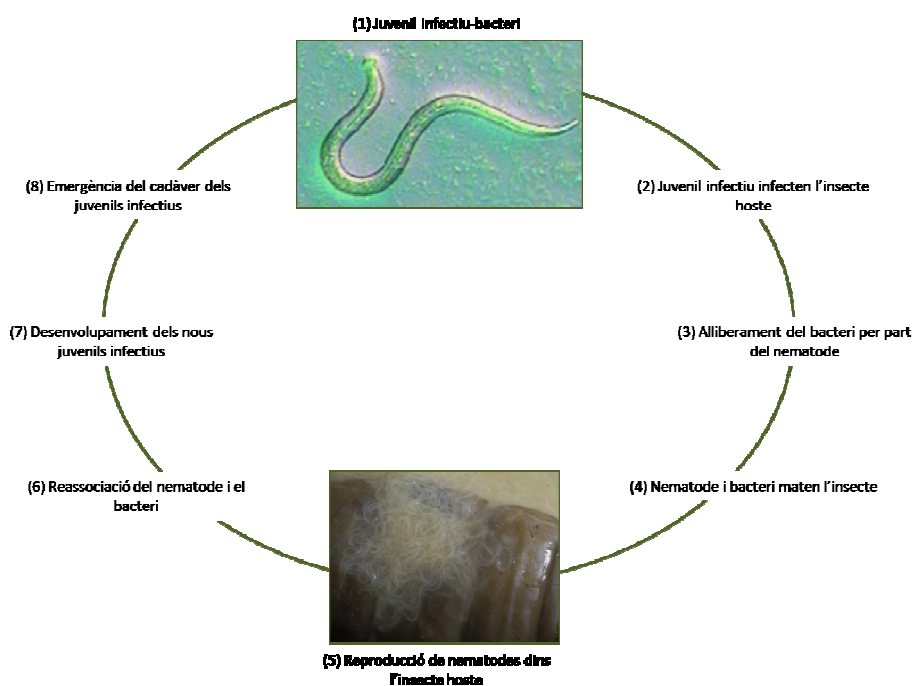 (1) Juvenil infectiu-bacteri
(2) Juvenil infectiu infecten l'insecte
hoste
(3) Alliberament del bacteri per part
del nematode
(4) Nematode i bacteri maten l'insecte
(5) Reproducció de nematodes dins
l'insecte hoste
(6) Reassociació del nematode i el
bacteri
(7) Desenvolupament dels nous
juvenils infectius
(8) Emergència del cadàver dels
juvenils infectius